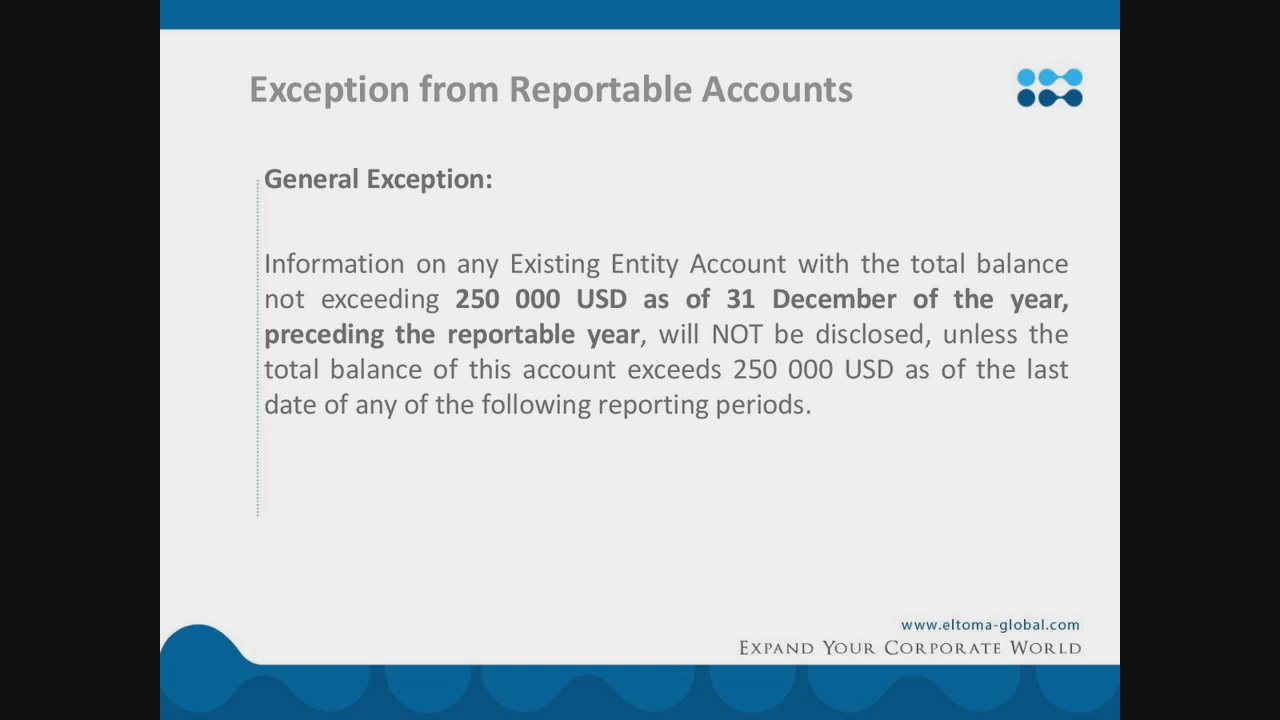 Exception from Reportable Accounts
General Exception:
Information on any Existing Entity Account with the total balance
not exceeding 250 000 USD as of 31 December of the year,
preceding the reportable year, will NOT be disclosed, unless the
total balance of this account exceeds 250 000 USD as of the last
date of any of the following reporting periods.
www.eltoma-global.com
Expand Your Corporate World